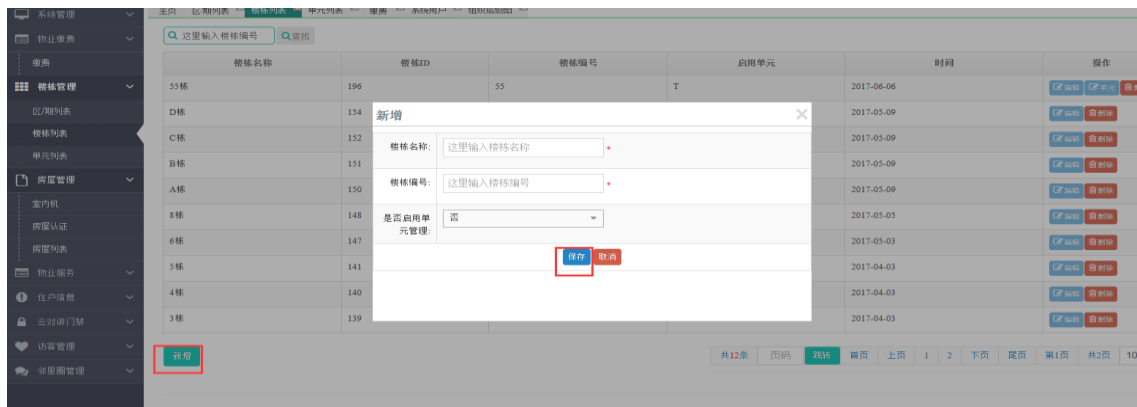 系统管理
主页 区/期列表 楼栋列表 单元列表 缴费 系统用户 组织层级图
物业缴费
这里输入楼栋编号 查找
缴费
楼栋名称 楼栋ID 楼栋编号 启用单元 时间 操作
楼栋管理
55栋 196 55 T 2017-06-06 编辑 单元
区/期列表
D栋 154 2017-05-09 编辑 删除
新增
楼栋列表
C栋 152 2017-05-09 编辑 删除
楼栋名称: 这里输入楼栋名称 *
单元列表
B栋 151 2017-05-09 编辑 删除
房屋管理
楼栋编号: 这里输入楼栋编号 *
A栋 150 2017-05-09 编辑 删除
室内机
8栋 148 2017-05-05 编辑 删除
是否启用单
元管理:
否
房屋认证
6栋 147 2017-05-03 编辑 删除
房屋列表
保存 取消
5栋 141 2017-04-03 编辑 删除
物业服务
4栋 140 2017-04-03 编辑 删除
住户信息
3栋 139 2017-04-03 编辑 删除
云对讲门禁
访客管理
新增
共12条 页码 跳转 首页 上页 1 2 下页 尾页 第1页 共2页 10
邻里圈管理